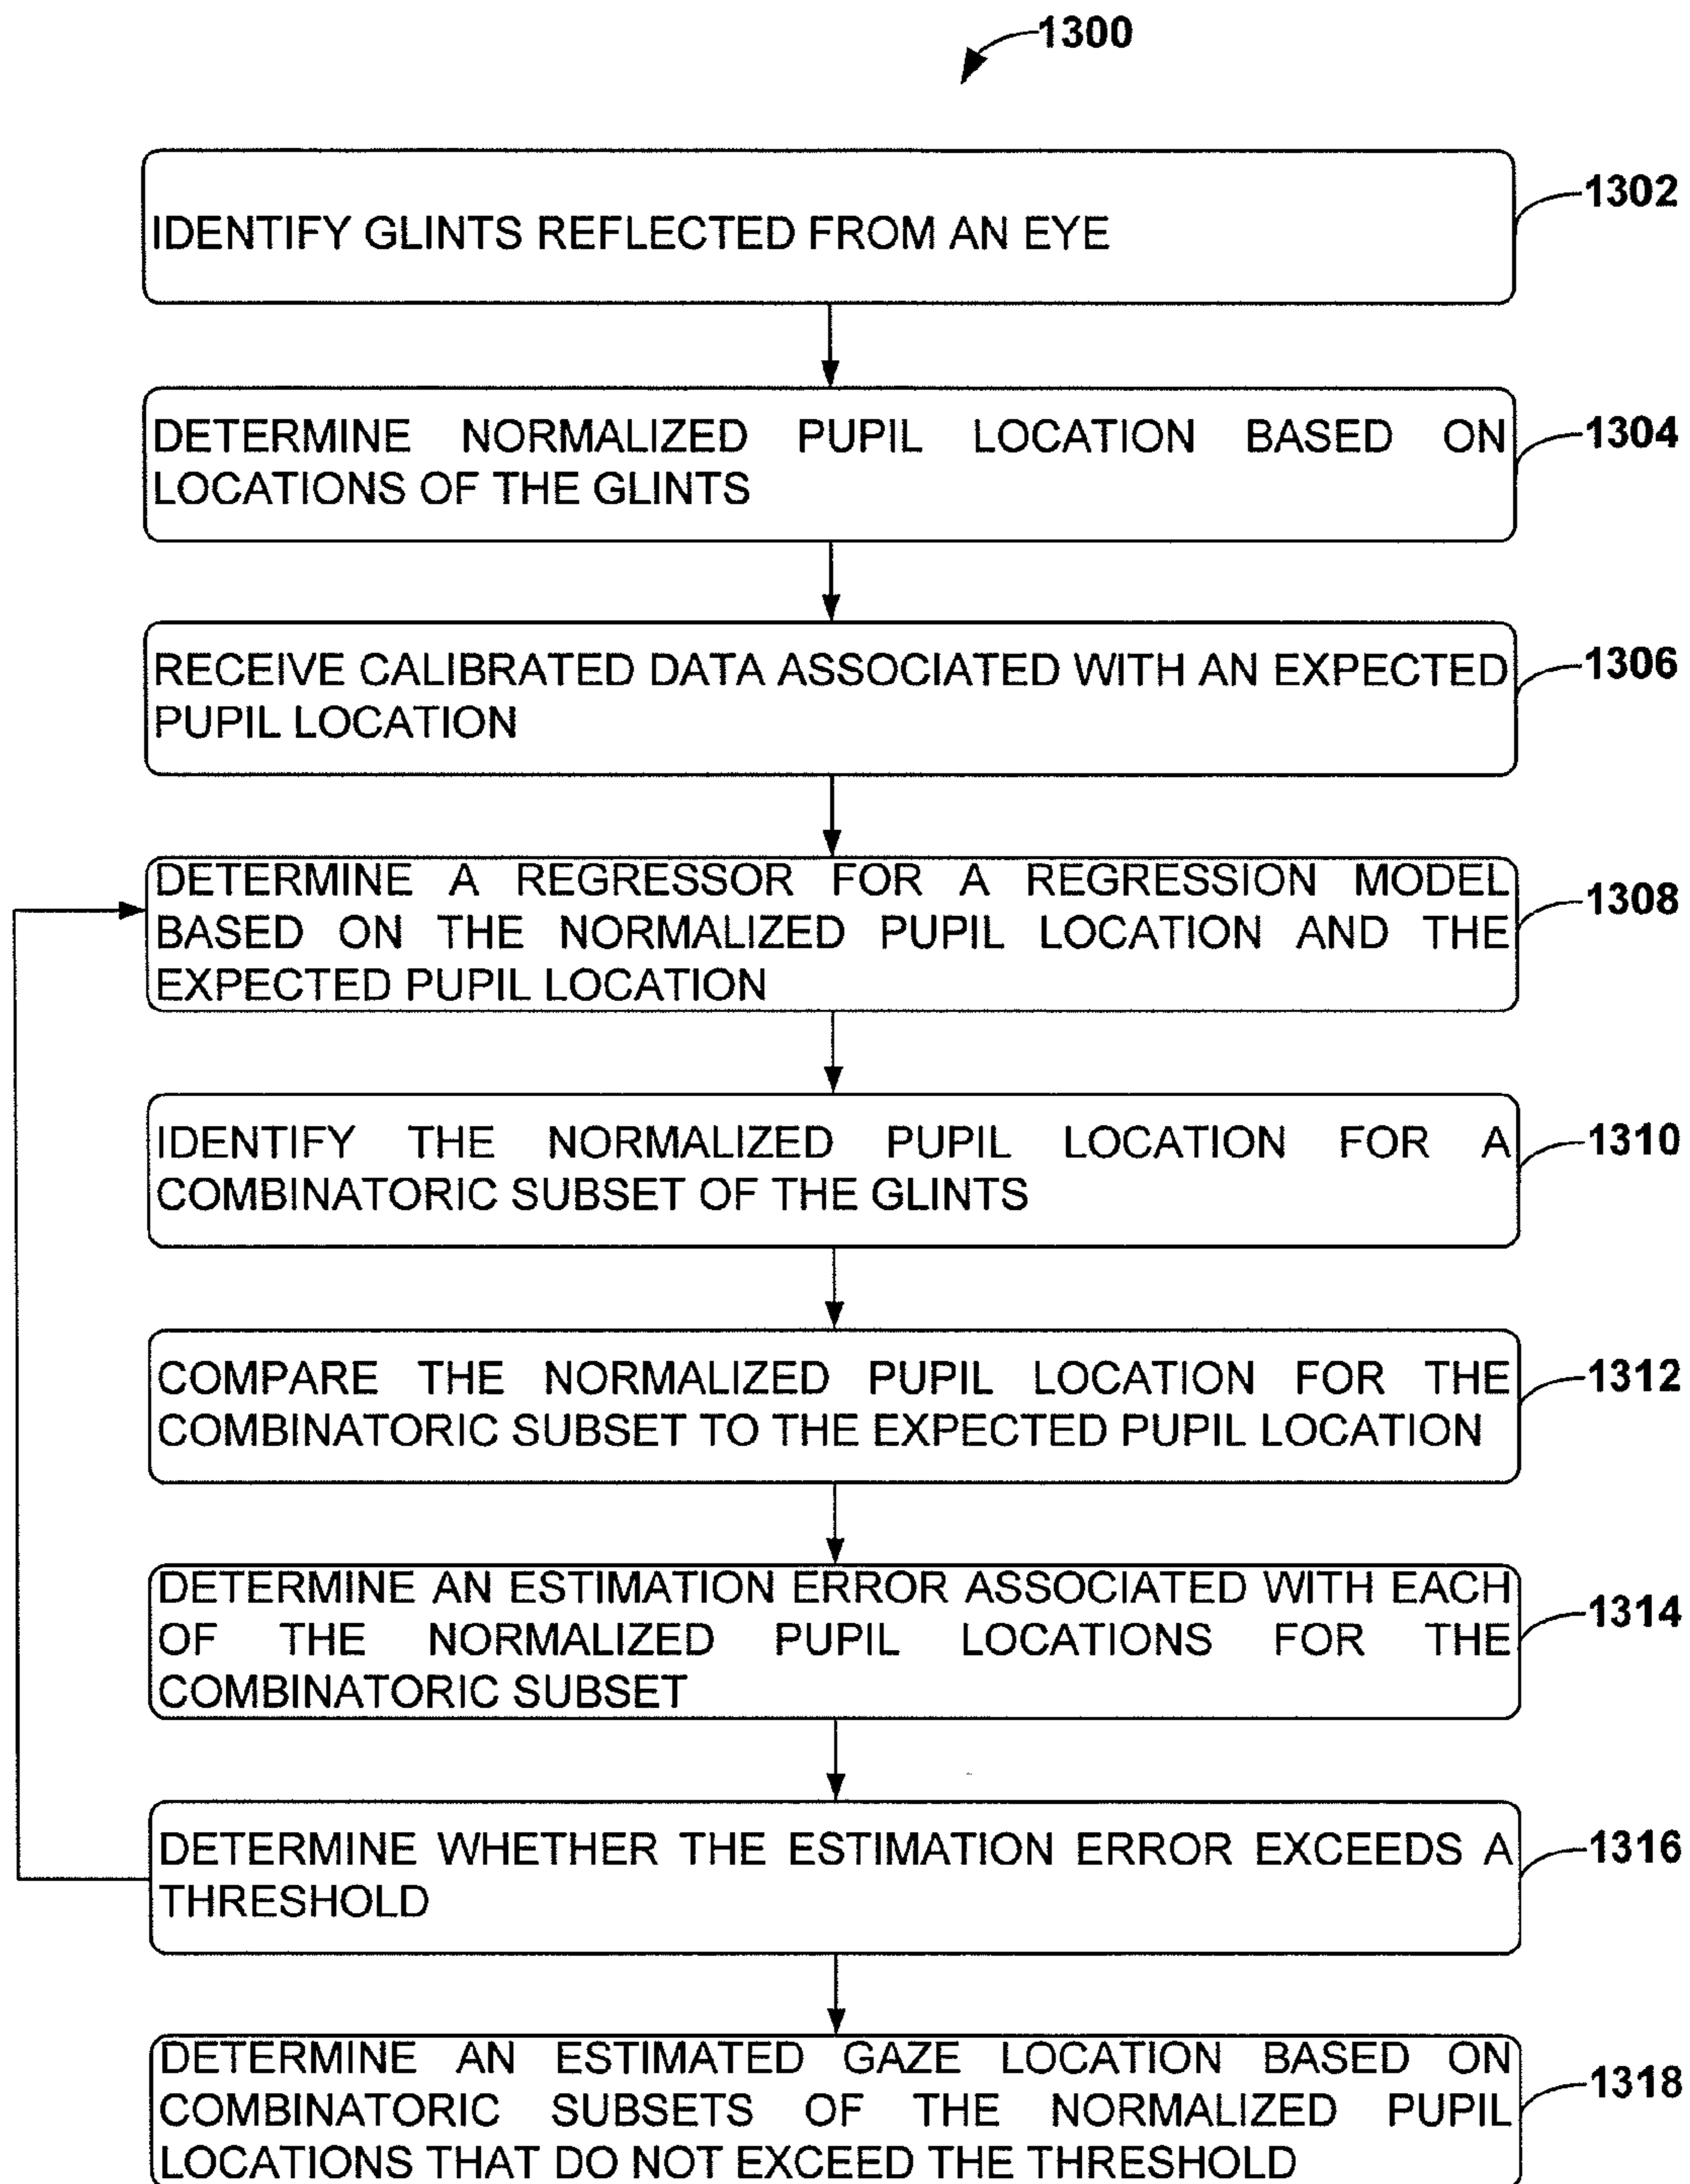 1300
IDENTIFY GLINTS REFLECTED FROM AN EYE
1302
DETERMINE NORMALIZED PUPIL LOCATION BASED ON
LOCATIONS OF THE GLINTS
1304
RECEIVE CALIBRATED DATA ASSOCIATED WITH AN EXPECTED
PUPIL LOCATION
1306
DETERMINE A REGRESSOR FOR A REGRESSION MODEL
BASED ON THE NORMALIZED PUPIL LOCATION AND THE
EXPECTED PUPIL LOCATION
1308
IDENTIFY THE NORMALIZED PUPIL LOCATION FOR A
COMBINATORIC SUBSET OF THE GLINTS
1310
COMPARE THE NORMALIZED PUPIL LOCATION FOR THE
COMBINATORIC SUBSET TO THE EXPECTED PUPIL LOCATION
1312
DETERMINE AN ESTIMATION ERROR ASSOCIATED WITH EACH
OF THE NORMALIZED PUPIL LOCATIONS FOR THE
COMBINATORIC SUBSET
1314
DETERMINE WHETHER THE ESTIMATION ERROR EXCEEDS A
THRESHOLD
1316
DETERMINE AN ESTIMATED GAZE LOCATION BASED ON
COMBINATORIC SUBSETS OF THE NORMALIZED PUPIL
LOCATIONS THAT DO NOT EXCEED THE THRESHOLD
1318